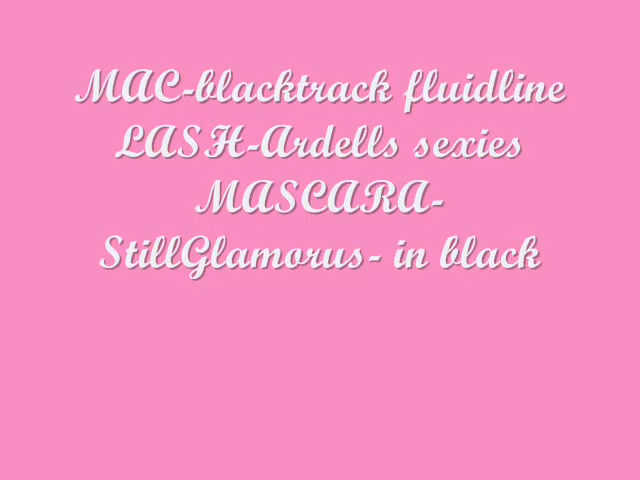 MAC-blacktrack fluidline
LASH-Ardells sexies
MASCARA-
StillGlamorus- in black